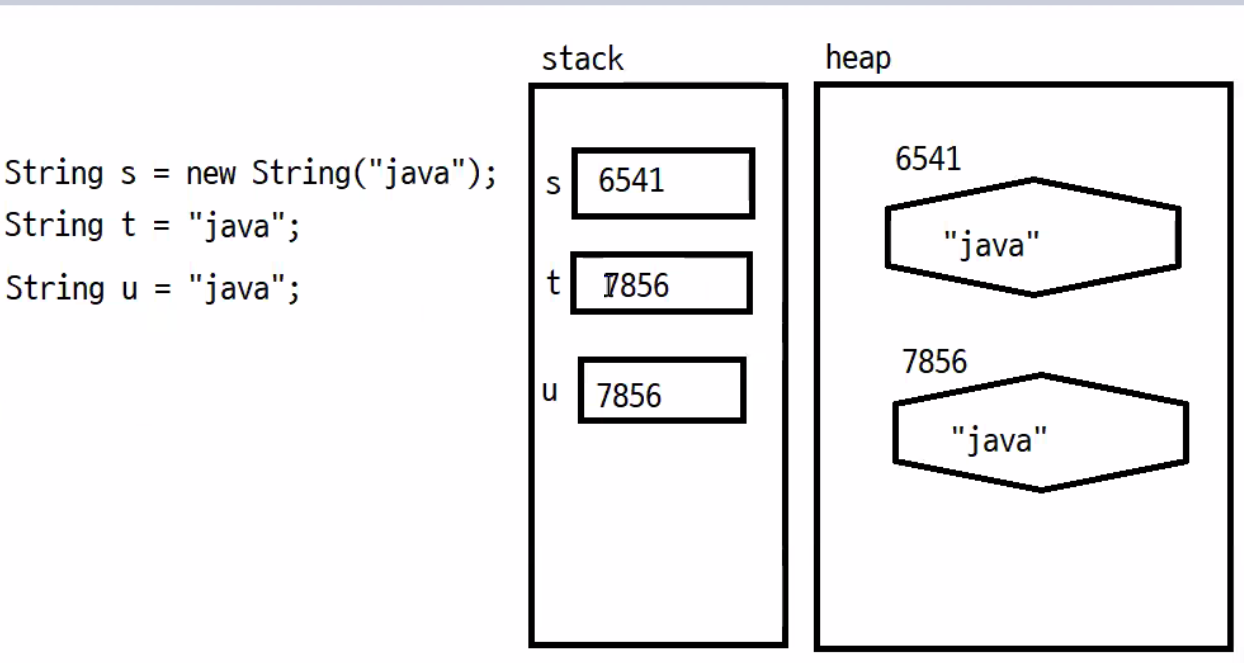 stack
heap
String s = new String("java");
String t = "java";
String u = "java";
s
6541
t
7856
u
7856
6541
"java"
7856
"java"